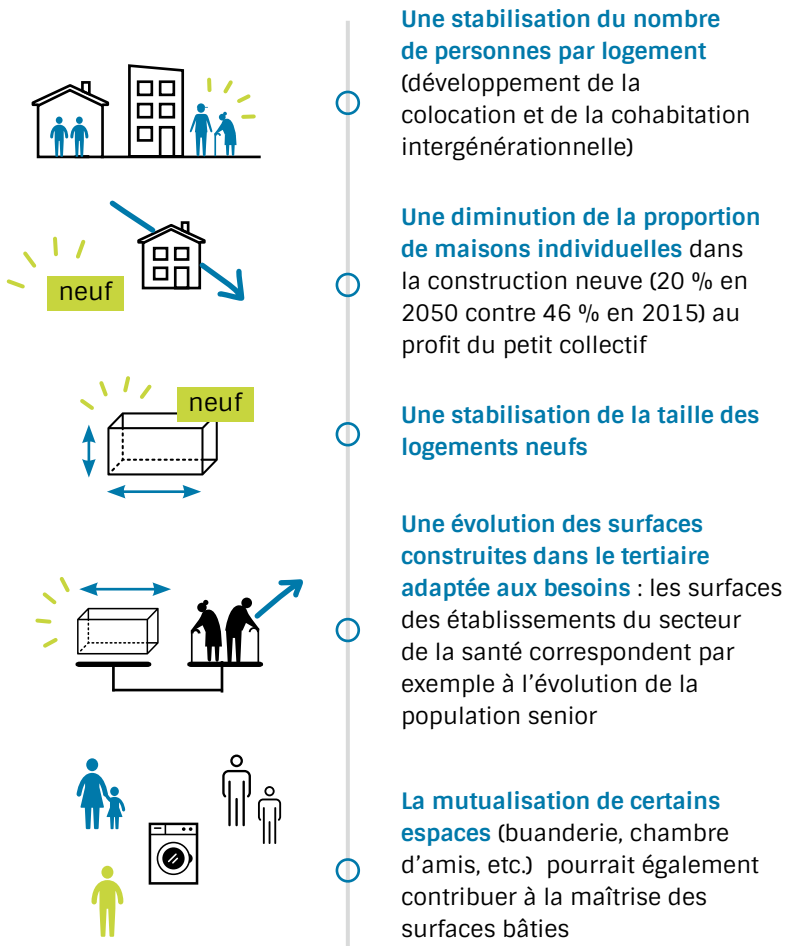 Une stabilisation du nombre
de personnes par logement
(développement de la
colocation et de la cohabitation
intergénérationnelle)
neuf
Une diminution de la proportion
de maisons individuelles dans
la construction neuve (20 % en
2050 contre 46 % en 2015) au
profit du petit collectif
neuf
Une stabilisation de la taille des
logements neufs
Une évolution des surfaces
construites dans le tertiaire
adaptée aux besoins : les surfaces
des établissements du secteur
de la santé correspondent par
exemple à l’évolution de la
population senior
La mutualisation de certains
espaces (buanderie, chambre
d’amis, etc.) pourrait également
contribuer à la maîtrise des
surfaces bâties